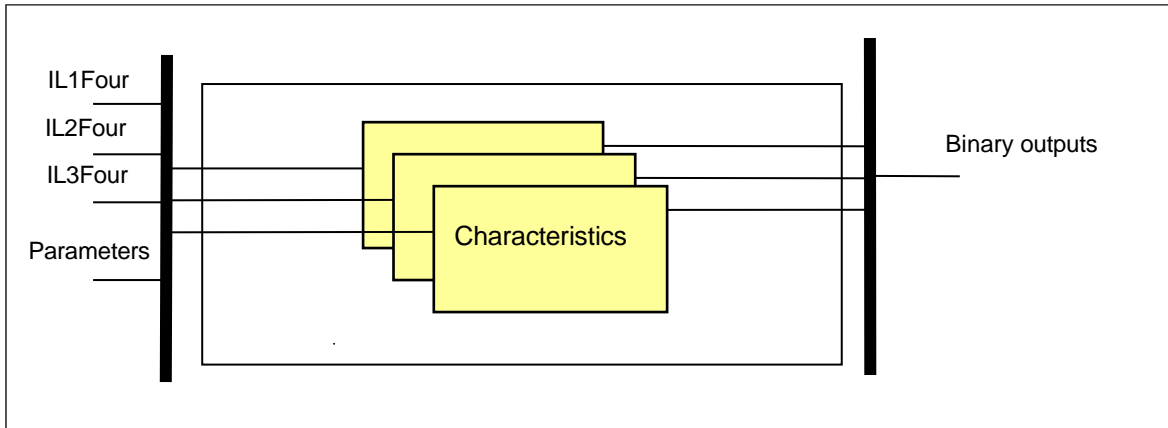 IL1Four
IL2Four
IL3Four
Parameters
Characteristics
Binary outputs